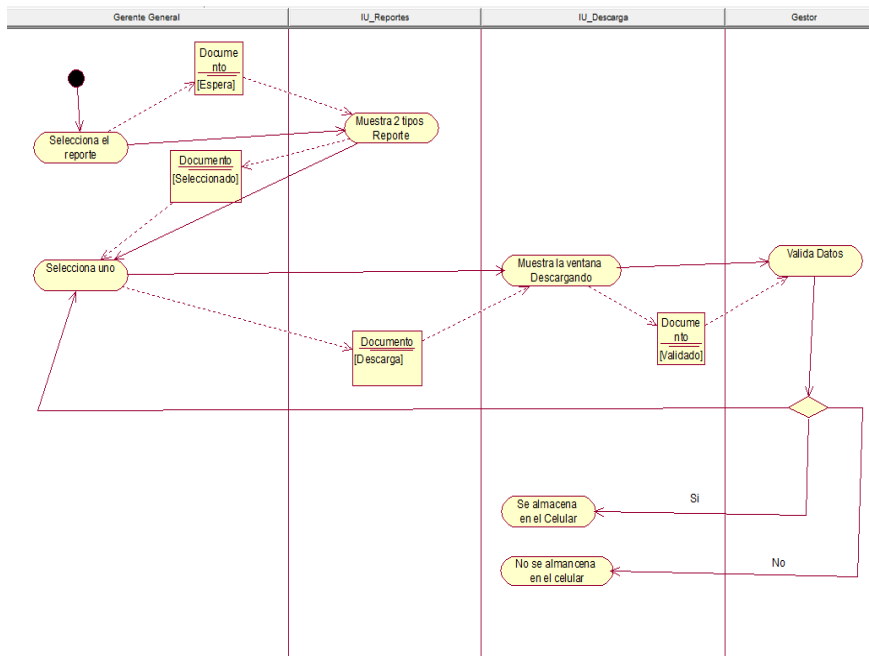 Gerente General
IU_Reportes
IU_Descarga
Gestor
Docume
nto
[Espera]
Muestra 2 tipos
Reporte
Selecciona el
reporte
Documento
[Seleccionado]
Selecciona uno
Muestra la ventana
Descargando
Valida Datos
Documento
[Descarga]
Docume
nto
[Validado]
Si
Se almacena
en el Celular
No
No se almancena
en el celular